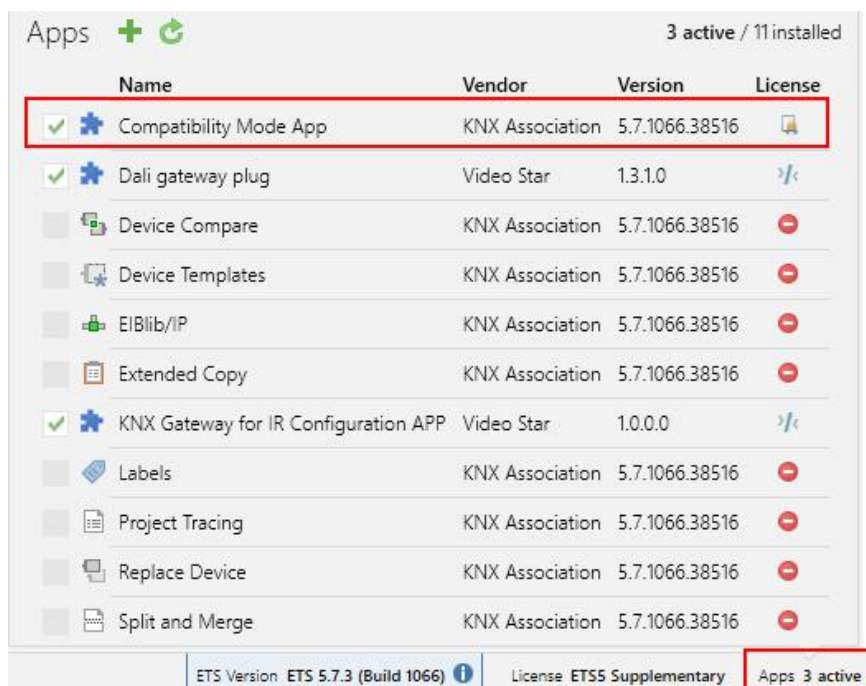 Apps 3 active / 11 installed
Name Vendor Version License
Compatibility Mode App KNX Association 5.7.1066.38516
Dali gateway plug Video Star 1.3.1.0
Device Compare KNX Association 5.7.1066.38516
Device Templates KNX Association 5.7.1066.38516
EIBlib/IP KNX Association 5.7.1066.38516
Extended Copy KNX Association 5.7.1066.38516
KNX Gateway for IR Configuration APP Video Star 1.0.0.0
Labels KNX Association 5.7.1066.38516
Project Tracing KNX Association 5.7.1066.38516
Replace Device KNX Association 5.7.1066.38516
Split and Merge KNX Association 5.7.1066.38516
ETS Version ETS 5.7.3 (Build 1066) License ETS5 Supplementary Apps 3 active